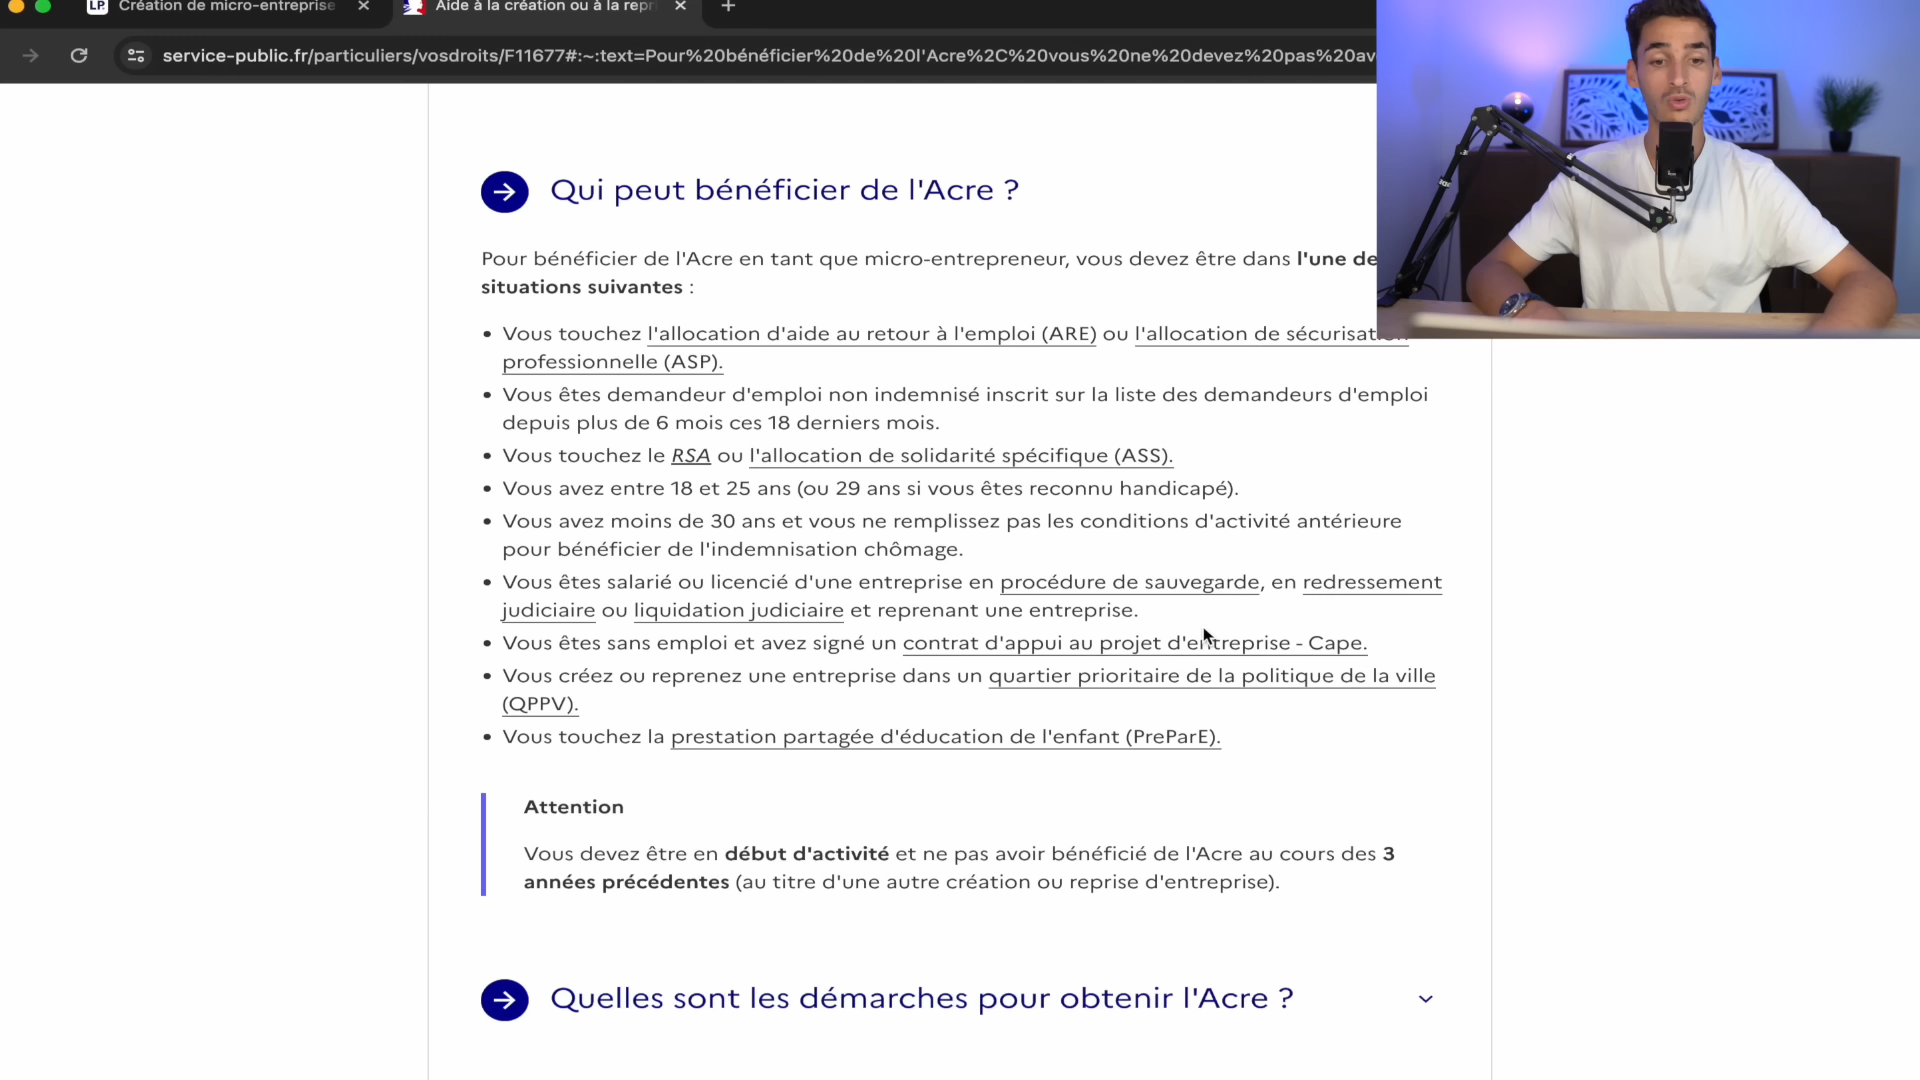 LP Création de micro-entreprise
Aide à la création ou à la repr
service-public.fr/particuliers/vosdroits/F11677#:~:text=Pour%20bénéficier%20de%20l'Acre%2C%20vous%20ne%20devez%20pas%20av
Qui peut bénéficier de l'Acre ?
Pour bénéficier de l'Acre en tant que micro-entrepreneur, vous devez être dans l'une de
situations suivantes :
• Vous touchez l'allocation d'aide au retour à l'emploi (ARE) ou l'allocation de sécurisation
professionnelle (ASP).
• Vous êtes demandeur d'emploi non indemnisé inscrit sur la liste des demandeurs d'emploi
depuis plus de 6 mois ces 18 derniers mois.
• Vous touchez le RSA ou l'allocation de solidarité spécifique (ASS).
• Vous avez entre 18 et 25 ans (ou 29 ans si vous êtes reconnu handicapé).
• Vous avez moins de 30 ans et vous ne remplissez pas les conditions d'activité antérieure
pour bénéficier de l'indemnisation chômage.
• Vous êtes salarié ou licencié d'une entreprise en procédure de sauvegarde, en redressement
judiciaire ou liquidation judiciaire et reprenant une entreprise.
• Vous êtes sans emploi et avez signé un contrat d'appui au projet d'entreprise - Cape.
• Vous créez ou reprenez une entreprise dans un quartier prioritaire de la politique de la ville
(QPPV).
• Vous touchez la prestation partagée d'éducation de l'enfant (PreParE).
Attention
Vous devez être en début d'activité et ne pas avoir bénéficié de l'Acre au cours des 3
années précédentes (au titre d'une autre création ou reprise d'entreprise).
Quelles sont les démarches pour obtenir l'Acre ?